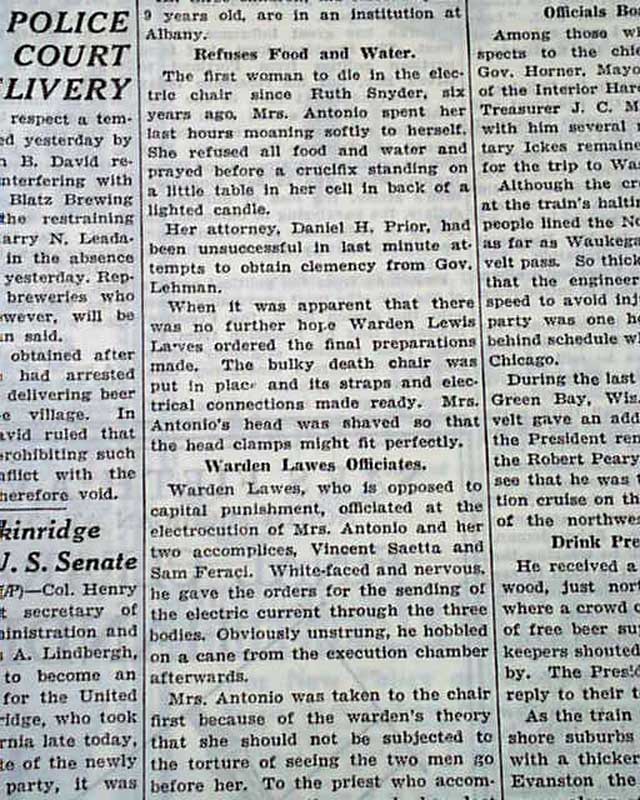 POLICE
COURT
LIVERY
respect a tem-
ed yesterday by
B. David re-
nterfering with
Blatz Brewing
the restraining
arry N. Leada-
in the absence
yesterday. Rep-
breweries who
wever, will be
n said.
obtained after
had arrested
delivering beer
e village. In
avid ruled that
rohibiting such
nflict with the
herefore void.
kinridge
U. S. Senate
(AP)—Col. Henry
t secretary of
ministration and
A. Lindbergh,
to become an
for the United
ridge, who took
rnia late today,
te of the newly
party, it was
9 years old, are in an institution at
Albany.
Refuses Food and Water.
The first woman to die in the elec-
tric chair since Ruth Snyder, six
years ago, Mrs. Antonio spent her
last hours moaning softly to herself.
She refused all food and water and
prayed before a crucifix standing on
a little table in her cell in back of a
lighted candle.
Her attorney, Daniel H. Prior, had
been unsuccessful in last minute at-
tempts to obtain clemency from Gov.
Lehman.
When it was apparent that there
was no further hope Warden Lewis
Lawes ordered the final preparations
made. The bulky death chair was
put in place and its straps and elec-
trical connections made ready. Mrs.
Antonio's head was shaved so that
the head clamps might fit perfectly.
Warden Lawes Officiates.
Warden Lawes, who is opposed to
capital punishment, officiated at the
electrocution of Mrs. Antonio and her
two accomplices, Vincent Saetta and
Sam Feraci. White-faced and nervous,
he gave the orders for the sending of
the electric current through the three
bodies. Obviously unstrung, he hobbled
on a cane from the execution chamber
afterwards.
Mrs. Antonio was taken to the chair
first because of the warden's theory
that she should not be subjected to
the torture of seeing the two men go
before her. To the priest who accom-
Officials Bo
Among those w
spects to the chi
Gov. Horner, Mayo
of the Interior Har
Treasurer J. C. M
with him several
tary Ickes remaine
for the trip to Wa
Although the cr
at the train's haltin
people lined the No
as far as Waukega
velt pass. So thick
that the engineer
speed to avoid inj
party was one h
behind schedule w
Chicago.
During the last
Green Bay, Wis.
velt gave an add
the President rem
the Robert Peary
see that he was t
tion cruise on the
of the northwe
Drink Pre
He received a
wood, just nort
where a crowd o
of free beer su
keepers shouted
by. The Presid
reply to their t
As the train
shore suburbs
with a thicker
Evanston the